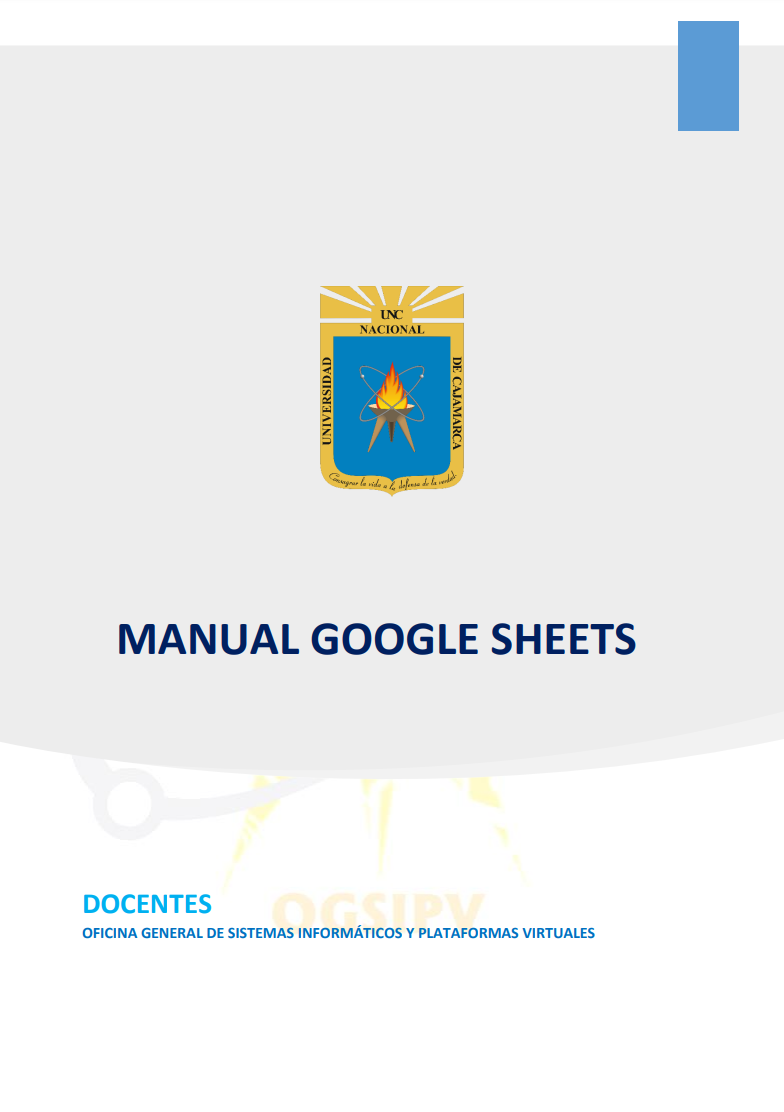 UNC
NACIONAL
UNIVERSIDAD
DE CAJAMARCA
Consagrar la vida a la defensa de la verdad.
MANUAL GOOGLE SHEETS
OGSIPV
DOCENTES
OFICINA GENERAL DE SISTEMAS INFORMÁTICOS Y PLATAFORMAS VIRTUALES